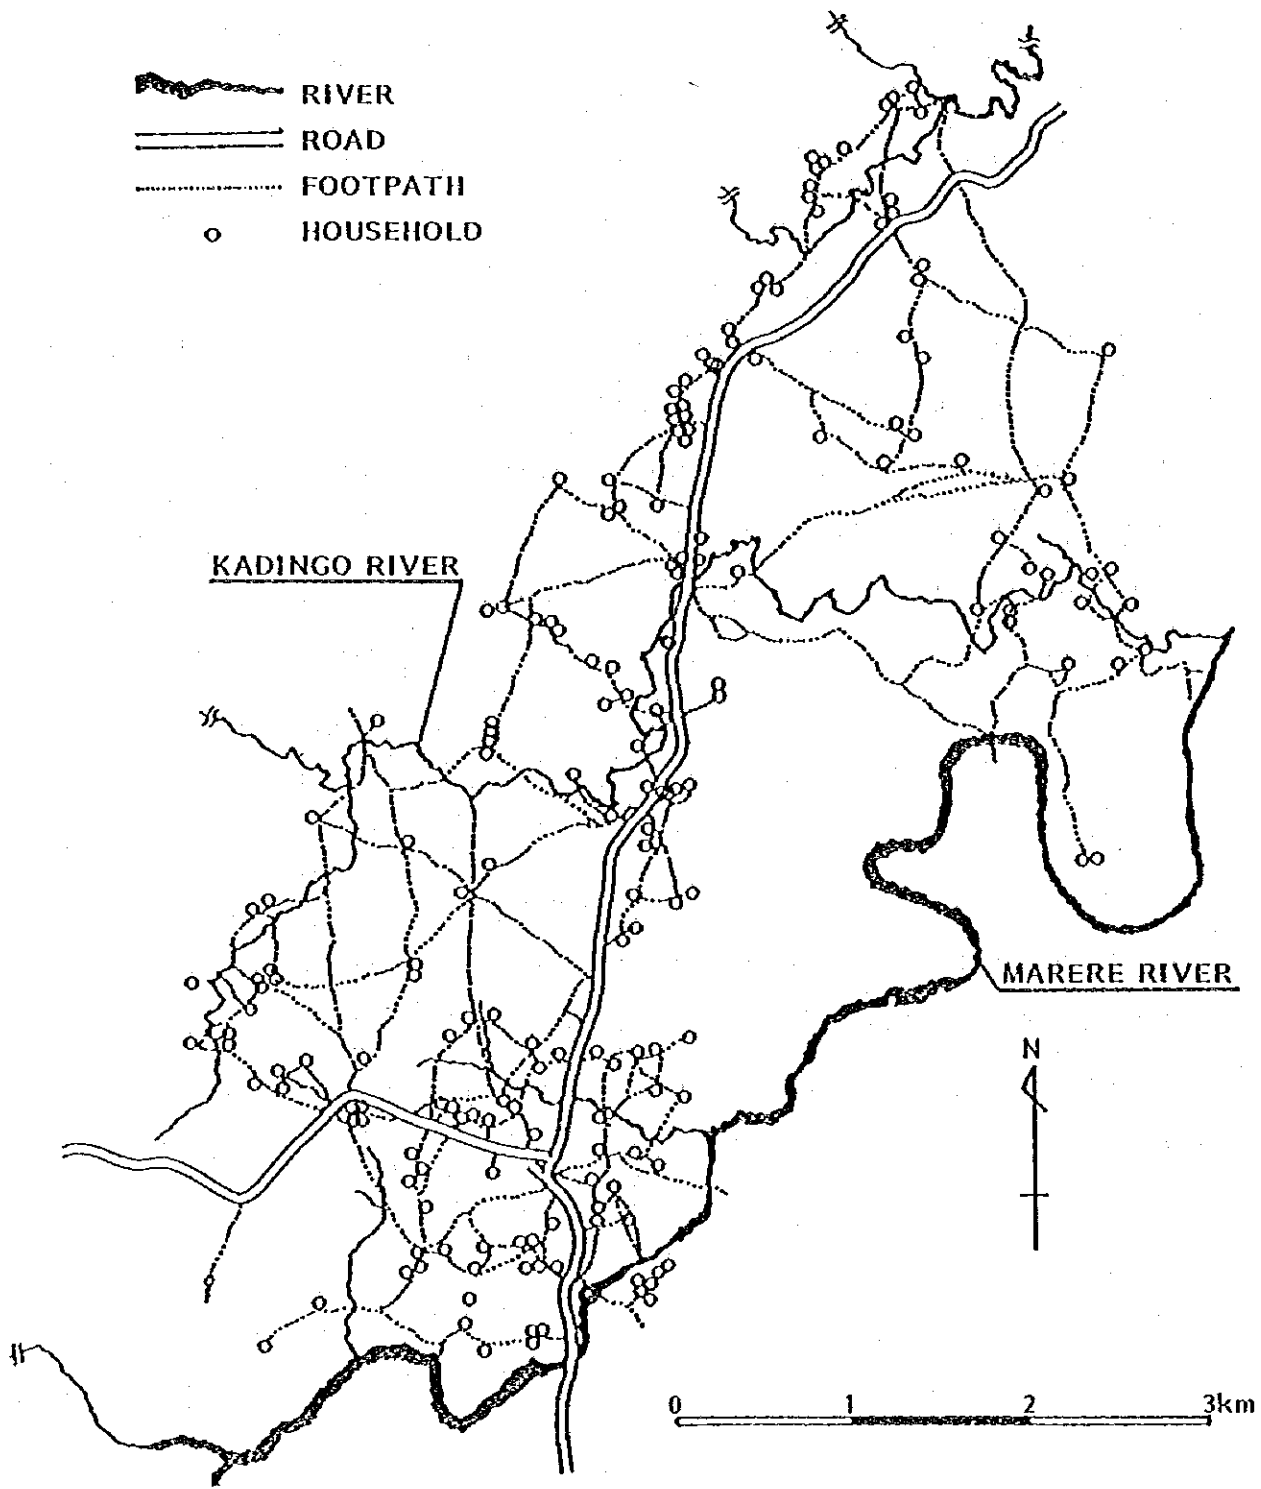 RIVER
ROAD
FOOTPATH
HOUSEHOLD
KADINGO RIVER
MARERE RIVER
N
0 1 2 3km